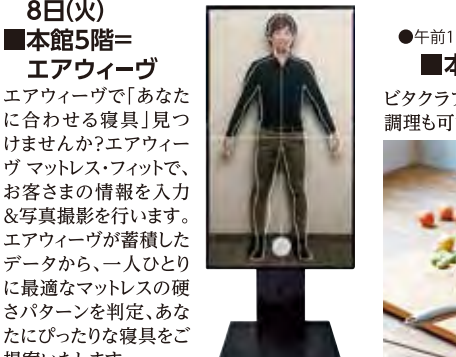 8日(火)
■本館5階＝
エアウィーヴ
エアウィーヴで「あなた
に合わせる寝具」見つ
けませんか?エアウィー
ヴ マットレス・フィットで、
お客さまの情報を入力
&写真撮影を行います。
エアウィーヴが蓄積した
データから、一人ひとり
に最適なマットレスの硬
さパターンを判定、あな
たにぴったりな寝具をご
●午前1
■本
ビタクラフ
調理も可